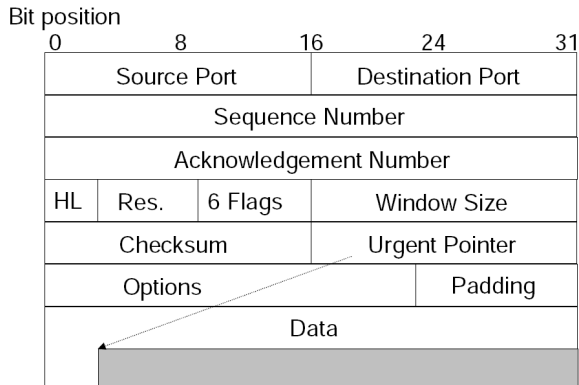 Bit position
0 8 16 24 31
Source Port Destination Port
Sequence Number
Acknowledgement Number
HL Res. 6 Flags Window Size
Checksum Urgent Pointer
Options Padding
Data